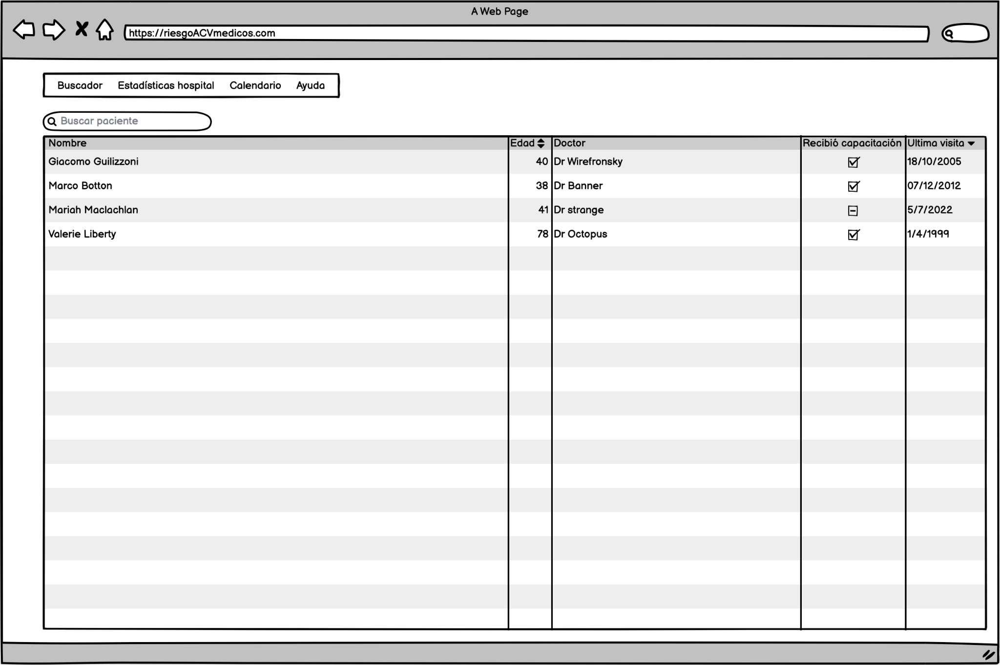 A Web Page
https://riesgoACVmedicos.com
Buscador Estadísticas hospital Calendario Ayuda
Buscar paciente
Nombre Edad Doctor Recibió capacitación Ultima visita
Giacomo Guilizzoni 40 Dr Wirefronsky 18/10/2005
Marco Botton 38 Dr Banner 07/12/2012
Mariah Maclachlan 41 Dr strange 5/7/2022
Valerie Liberty 78 Dr Octopus 1/4/1999